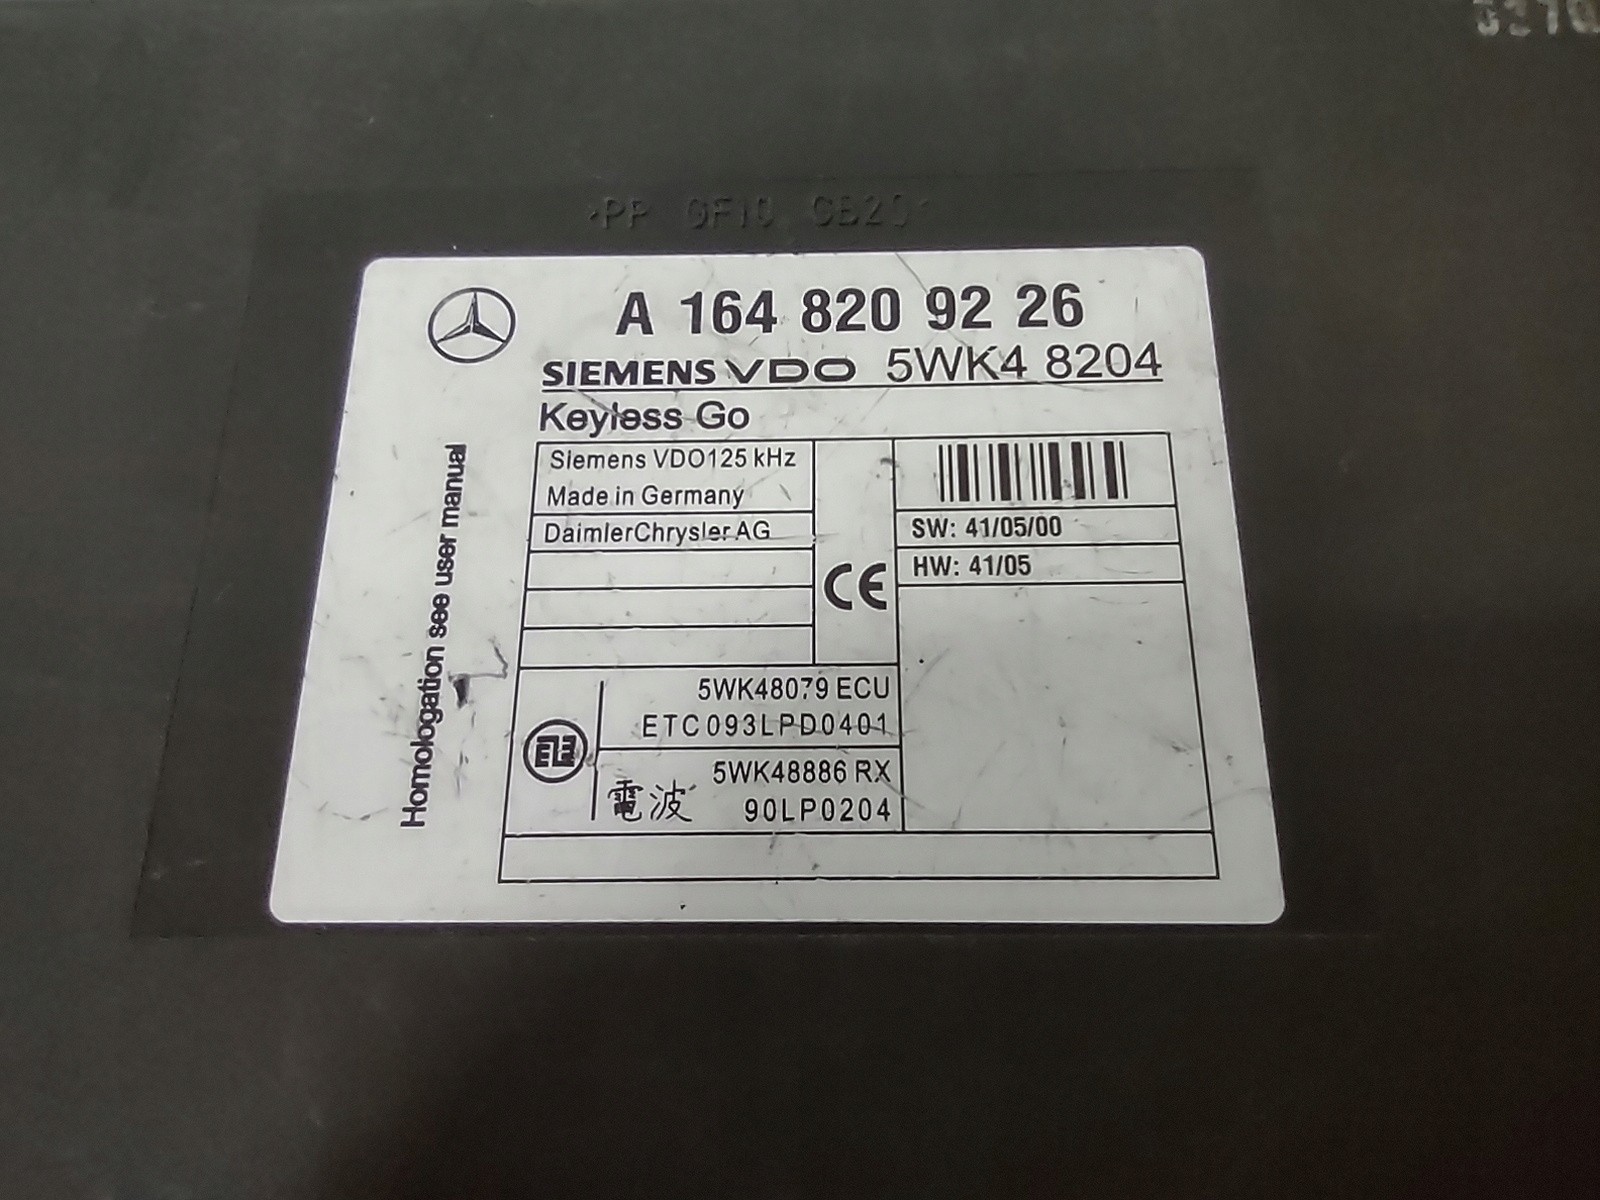 A 164 820 92 26
SIEMENS VDO 5WK4 8204
Keyless Go
Siemens VDO125 kHz
Made in Germany
DaimlerChrysler AG
CE
SW: 41/05/00
HW: 41/05
5WK48079 ECU
ETC093LPD0401
5WK48886 RX
電波 90LP0204
Homologation see user manual